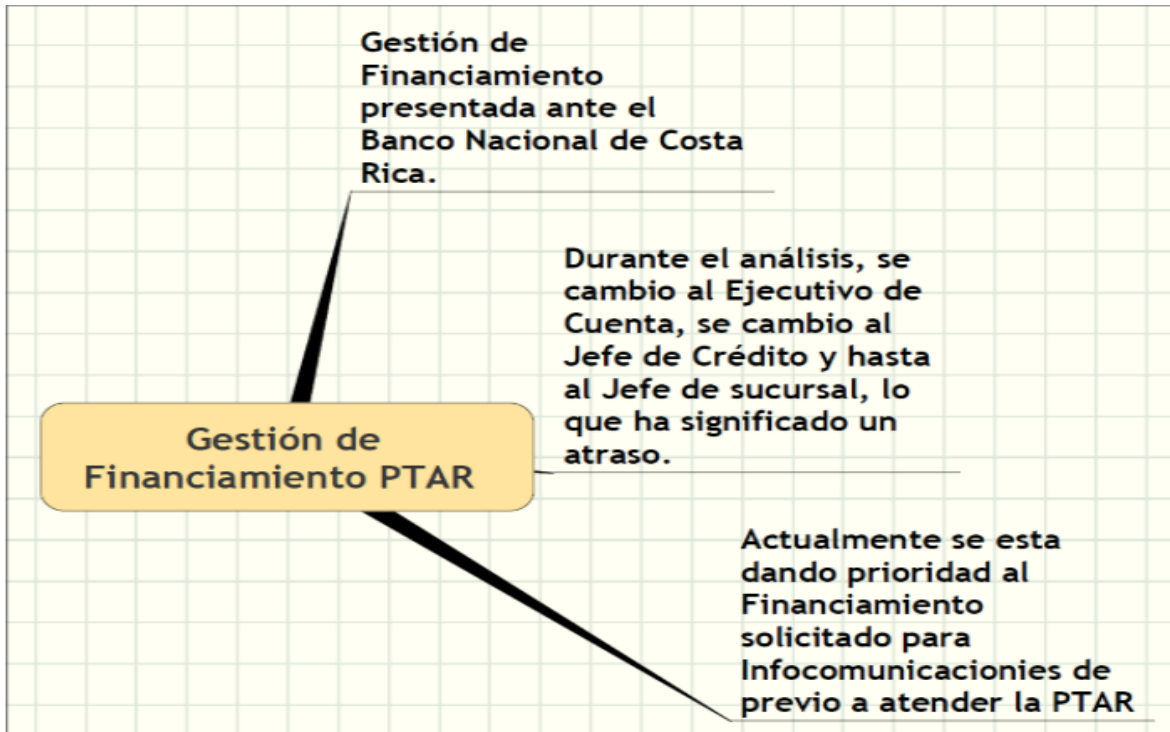 Gestión de
Financiamiento
presentada ante el
Banco Nacional de Costa
Rica.
Durante el análisis, se
cambio al Ejecutivo de
Cuenta, se cambio al
Jefe de Crédito y hasta
al Jefe de sucursal, lo
que ha significado un
atraso.
Gestión de
Financiamiento PTAR
Actualmente se esta
dando prioridad al
Financiamiento
solicitado para
Infocomunicacionies de
previo a atender la PTAR